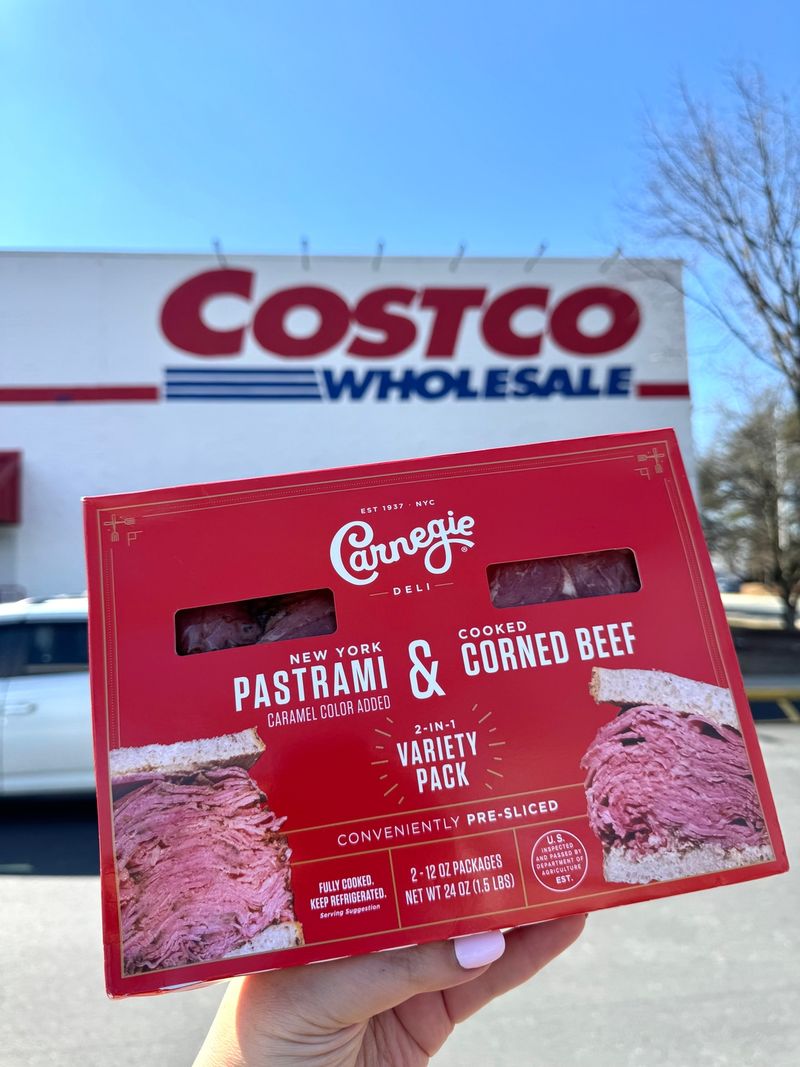 COSTCO
WHOLESALE
EST 1937 · NYC
Carnegie®
DELI
NEW YORK
PASTRAMI
CARAMEL COLOR ADDED
&
COOKED
CORNED BEEF
2-IN-1
VARIETY
PACK
CONVENIENTLY PRE-SLICED
FULLY COOKED.
KEEP REFRIGERATED.
Serving Suggestion
2 - 12 OZ PACKAGES
NET WT 24 OZ (1.5 LBS)
U.S.
INSPECTED
AND PASSED BY
DEPARTMENT OF
AGRICULTURE
EST.